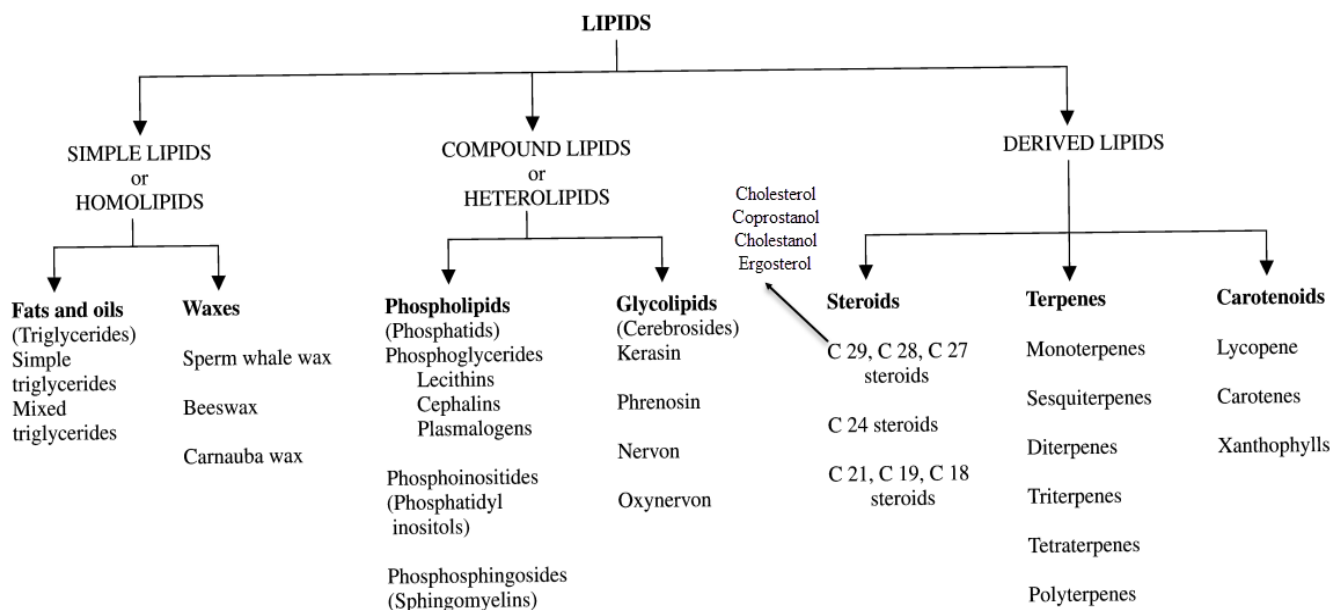 LIPIDS
SIMPLE LIPIDS
or
HOMOLIPIDS
COMPOUND LIPIDS
or
HETEROLIPIDS
DERIVED LIPIDS
Cholesterol
Coprostanol
Cholestanol
Ergosterol
Fats and oils
(Triglycerides)
Simple
triglycerides
Mixed
triglycerides
Waxes
Sperm whale wax
Beeswax
Carnauba wax
Phospholipids
(Phosphatids)
Phosphoglycerides
Lecithins
Cephalins
Plasmalogens
Phosphoinositides
(Phosphatidyl
inositols)
Phosphosphingosides
(Sphingomyelins)
Glycolipids
(Cerebrosides)
Kerasin
Phrenosin
Nervon
Oxynervon
Steroids
C 29, C 28, C 27
steroids
C 24 steroids
C 21, C 19, C 18
steroids
Terpenes
Monoterpenes
Sesquiterpenes
Diterpenes
Triterpenes
Tetraterpenes
Polyterpenes
Carotenoids
Lycopene
Carotenes
Xanthophylls